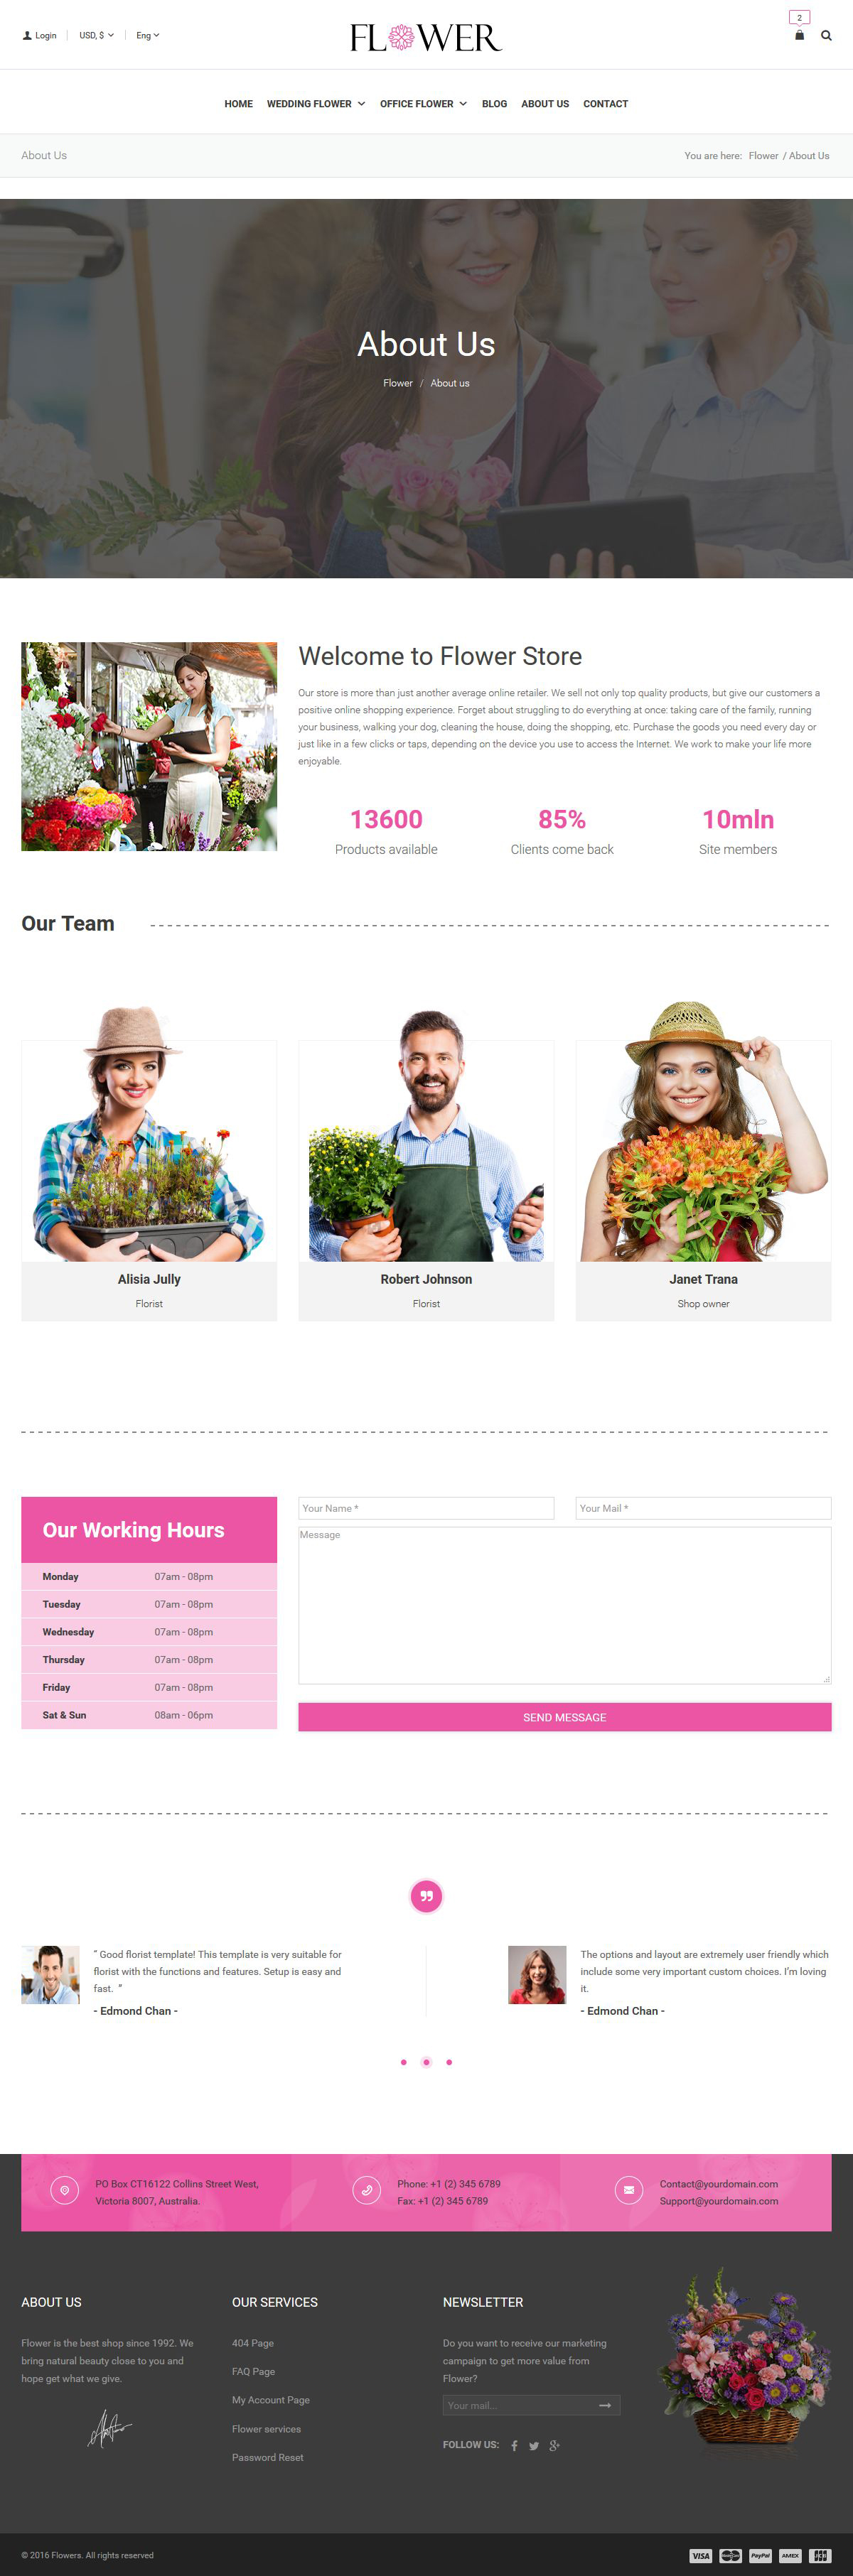 2
Login
USD, $
Eng
FLOWER
HOME WEDDING FLOWER OFFICE FLOWER BLOG ABOUT US CONTACT
About Us
You are here: Flower / About Us
About Us
Flower / About us
Welcome to Flower Store
Our store is more than just another average online retailer. We sell not only top quality products, but give our customers a
positive online shopping experience. Forget about struggling to do everything at once: taking care of the family, running
your business, walking your dog, cleaning the house, doing the shopping, etc. Purchase the goods you need every day or
just like in a few clicks or taps, depending on the device you use to access the Internet. We work to make your life more
enjoyable.
13600
Products available
85%
Clients come back
10mln
Site members
Our Team
Alisia Jully
Florist
Robert Johnson
Florist
Janet Trana
Shop owner
Our Working Hours
Monday 07am - 08pm
Tuesday 07am - 08pm
Wednesday 07am - 08pm
Thursday 07am - 08pm
Friday 07am - 08pm
Sat & Sun 08am - 06pm
Your Name *
Your Mail *
Message
SEND MESSAGE
“ Good florist template! This template is very suitable for
florist with the functions and features. Setup is easy and
fast. ”
- Edmond Chan -
The options and layout are extremely user friendly which
include some very important custom choices. I'm loving
it.
- Edmond Chan -
PO Box CT16122 Collins Street West,
Victoria 8007, Australia.
Phone: +1 (2) 345 6789
Fax: +1 (2) 345 6789
Contact@yourdomain.com
Support@yourdomain.com
ABOUT US
Flower is the best shop since 1992. We
bring natural beauty close to you and
hope get what we give.
OUR SERVICES
404 Page
FAQ Page
My Account Page
Flower services
Password Reset
NEWSLETTER
Do you want to receive our marketing
campaign to get more value from
Flower?
Your mail...
FOLLOW US:
© 2016 Flowers. All rights reserved
VISA
PayPal
AMEX
JCB